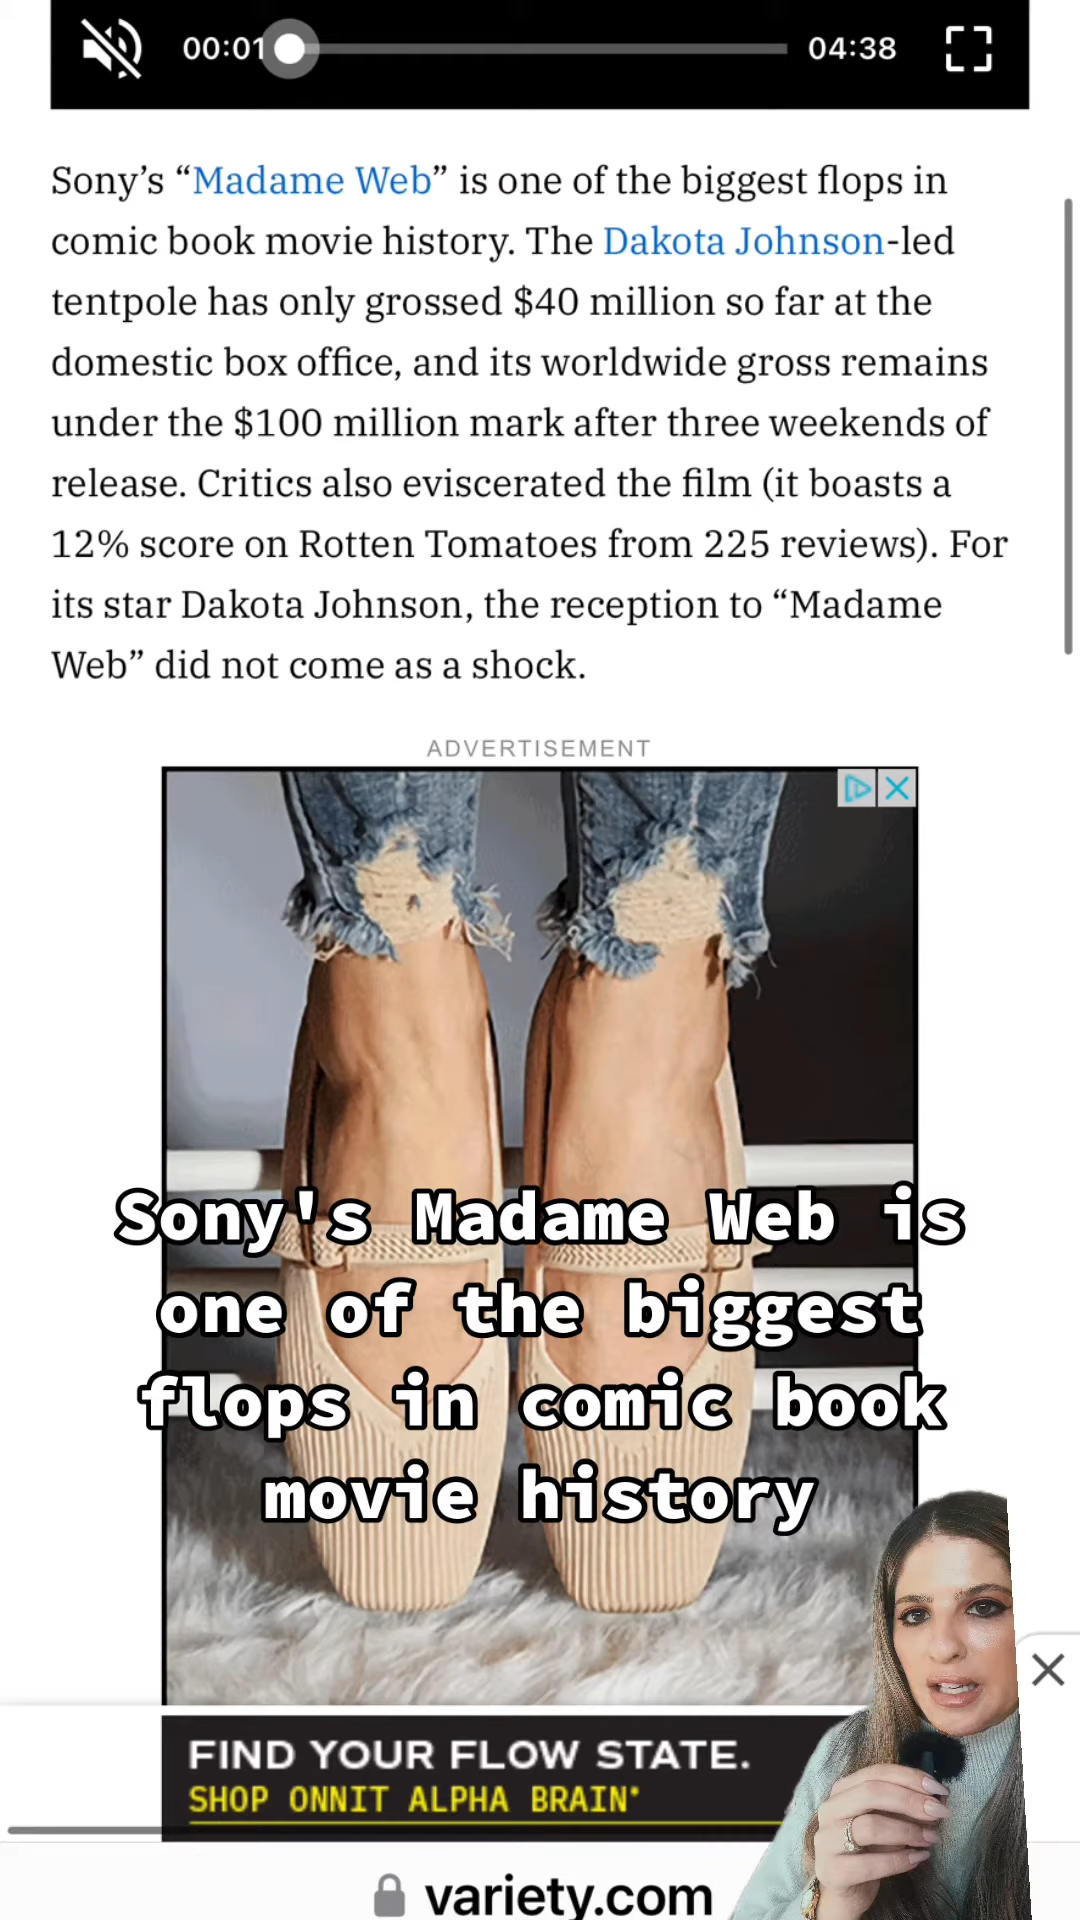 00:01
04:38
Sony’s “Madame Web” is one of the biggest flops in
comic book movie history. The Dakota Johnson-led
tentpole has only grossed $40 million so far at the
domestic box office, and its worldwide gross remains
under the $100 million mark after three weekends of
release. Critics also eviscerated the film (it boasts a
12% score on Rotten Tomatoes from 225 reviews). For
its star Dakota Johnson, the reception to “Madame
Web” did not come as a shock.
ADVERTISEMENT
Sony's Madame Web is
one of the biggest
flops in comic book
movie history
FIND YOUR FLOW STATE.
SHOP ONNIT ALPHA BRAIN*
variety.com